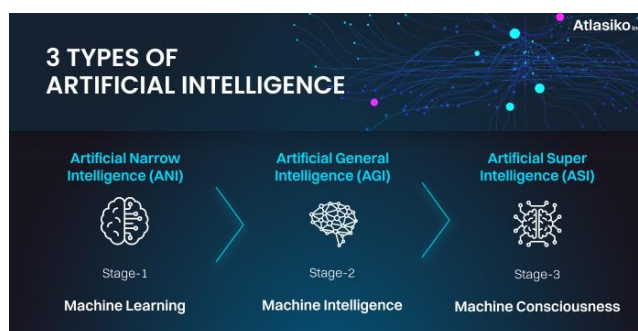 Atlasiko Inc
3 TYPES OF
ARTIFICIAL INTELLIGENCE
Artificial Narrow
Intelligence (ANI)
Stage-1
Machine Learning
Artificial General
Intelligence (AGI)
Stage-2
Machine Intelligence
Artificial Super
Intelligence (ASI)
Stage-3
Machine Consciousness